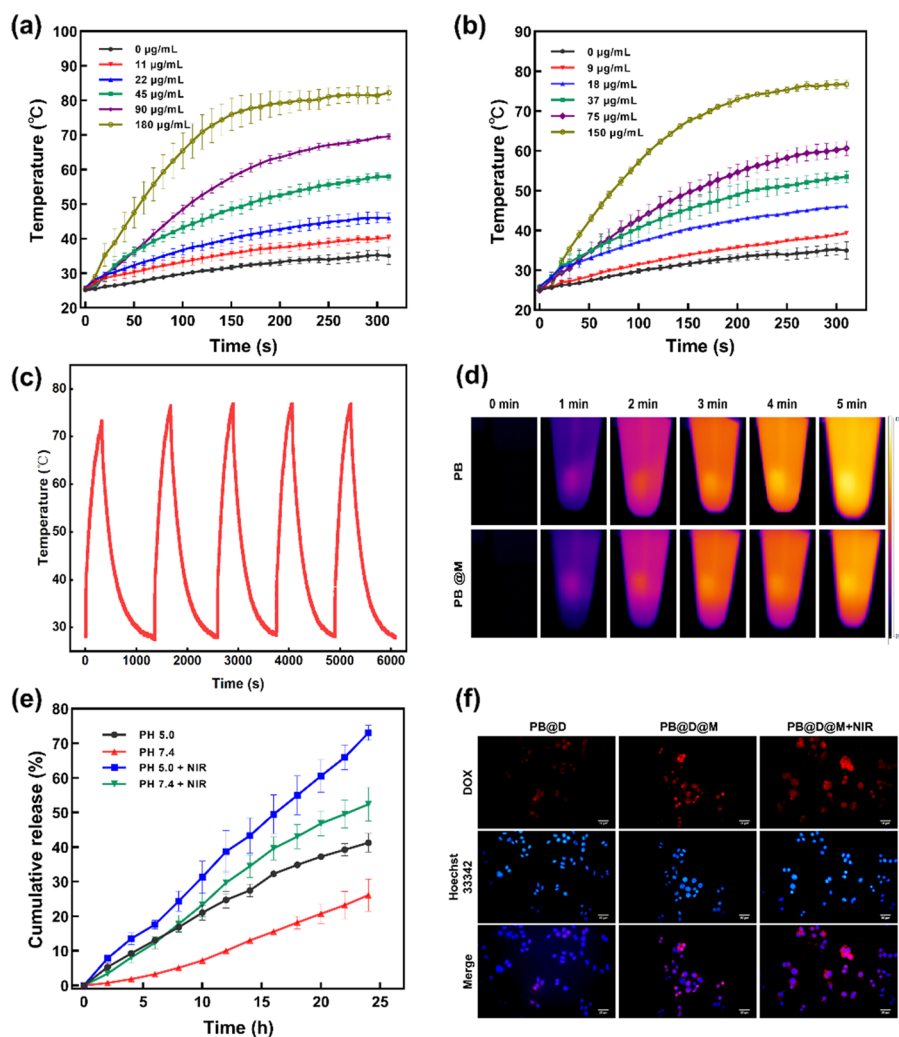 (a)
100
90
80
70
60
50
40
30
20
Temperature (℃)
0 μg/mL
11 μg/mL
22 μg/mL
45 μg/mL
90 μg/mL
180 μg/mL
0 50 100 150 200 250 300
Time (s)
(b)
90
80
70
60
50
40
30
20
Temperature (℃)
0 μg/mL
9 μg/mL
18 μg/mL
37 μg/mL
75 μg/mL
150 μg/mL
0 50 100 150 200 250 300
Time (s)
(c)
80
70
60
50
40
30
Temperature (℃)
0 1000 2000 3000 4000 5000 6000
Time (s)
(d)
0 min 1 min 2 min 3 min 4 min 5 min
PB
PB @M
(e)
80
70
60
50
40
30
20
10
0
Cumulative release (%)
PH 5.0
PH 7.4
PH 5.0 + NIR
PH 7.4 + NIR
0 5 10 15 20 25
Time (h)
(f)
PB@D PB@D@M PB@D@M+NIR
DOX
Hoechst
33342
Merge